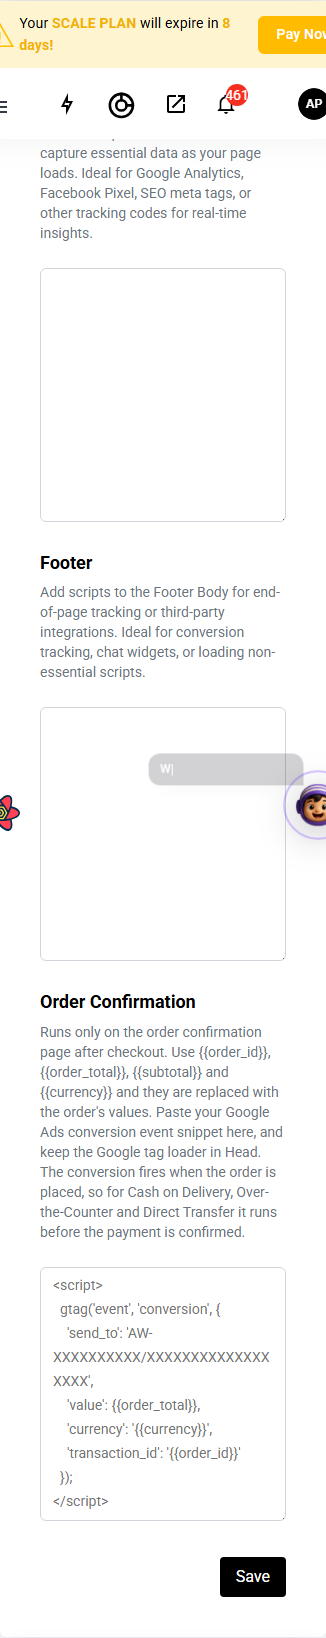 Your SCALE PLAN will expire in 8
days!
Pay Now
461
AP
capture essential data as your page
loads. Ideal for Google Analytics,
Facebook Pixel, SEO meta tags, or
other tracking codes for real-time
insights.
Footer
Add scripts to the Footer Body for end-
of-page tracking or third-party
integrations. Ideal for conversion
tracking, chat widgets, or loading non-
essential scripts.
W|
Order Confirmation
Runs only on the order confirmation
page after checkout. Use {{order_id}},
{{order_total}}, {{subtotal}} and
{{currency}} and they are replaced with
the order's values. Paste your Google
Ads conversion event snippet here, and
keep the Google tag loader in Head.
The conversion fires when the order is
placed, so for Cash on Delivery, Over-
the-Counter and Direct Transfer it runs
before the payment is confirmed.
<script>
gtag('event', 'conversion', {
'send_to': 'AW-
XXXXXXXXXX/XXXXXXXXXXXXXX
XXXX',
'value': {{order_total}},
'currency': '{{currency}}',
'transaction_id': '{{order_id}}'
});
</script>
Save